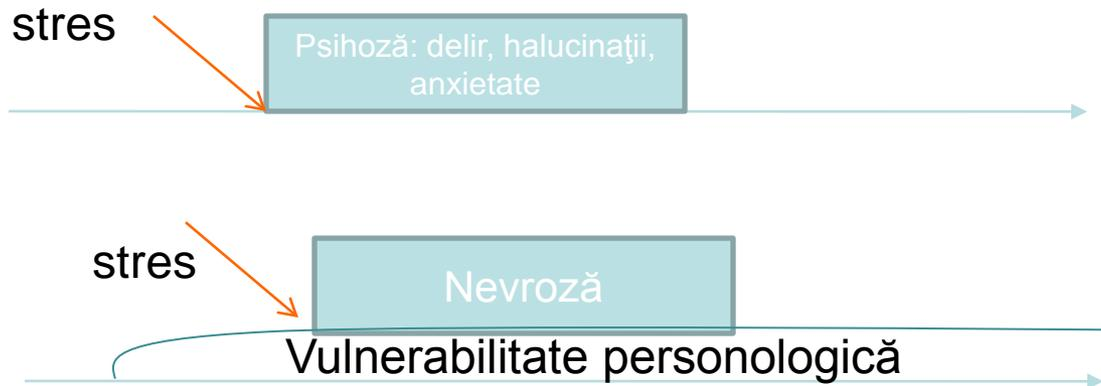 stres
Psihoză: delir, halucinaţii,
anxietate
stres
Nevroză
Vulnerabilitate personologică